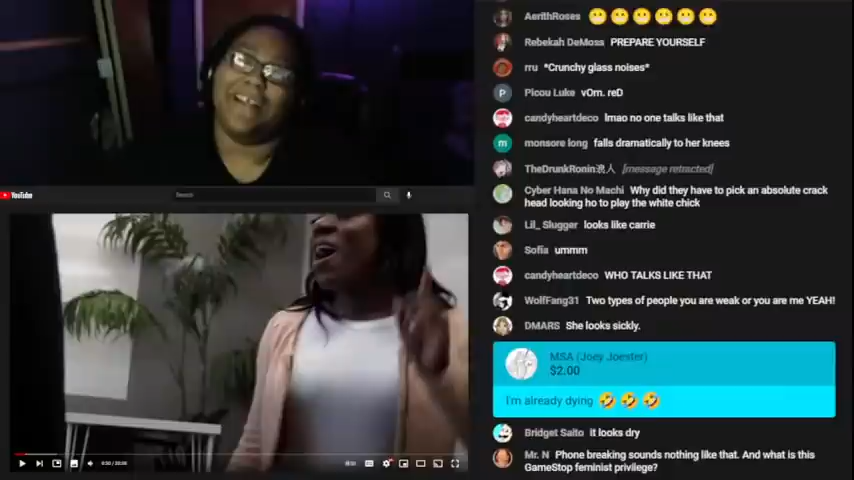 AerithRoses 😬😬😬😬😬😬
Rebekah DeMoss PREPARE YOURSELF
rru *Crunchy glass noises*
P Picou Luke vOrn. reD
candyheartdeco lmao no one talks like that
m monsore long falls dramatically to her knees
TheDrunkRonin浪人 [message retracted]
Cyber Hana No Machi Why did they have to pick an absolute crack
head looking ho to play the white chick
Lil_ Slugger looks like carrie
Sofia ummm
candyheartdeco WHO TALKS LIKE THAT
WolfFang31 Two types of people you are weak or you are me YEAH!
DMARS She looks sickly.
MSA (Joey Joester)
$2.00
I'm already dying 🤣🤣🤣
Bridget Saito it looks dry
Mr. N Phone breaking sounds nothing like that. And what is this
GameStop feminist privilege?
YouTube
Search